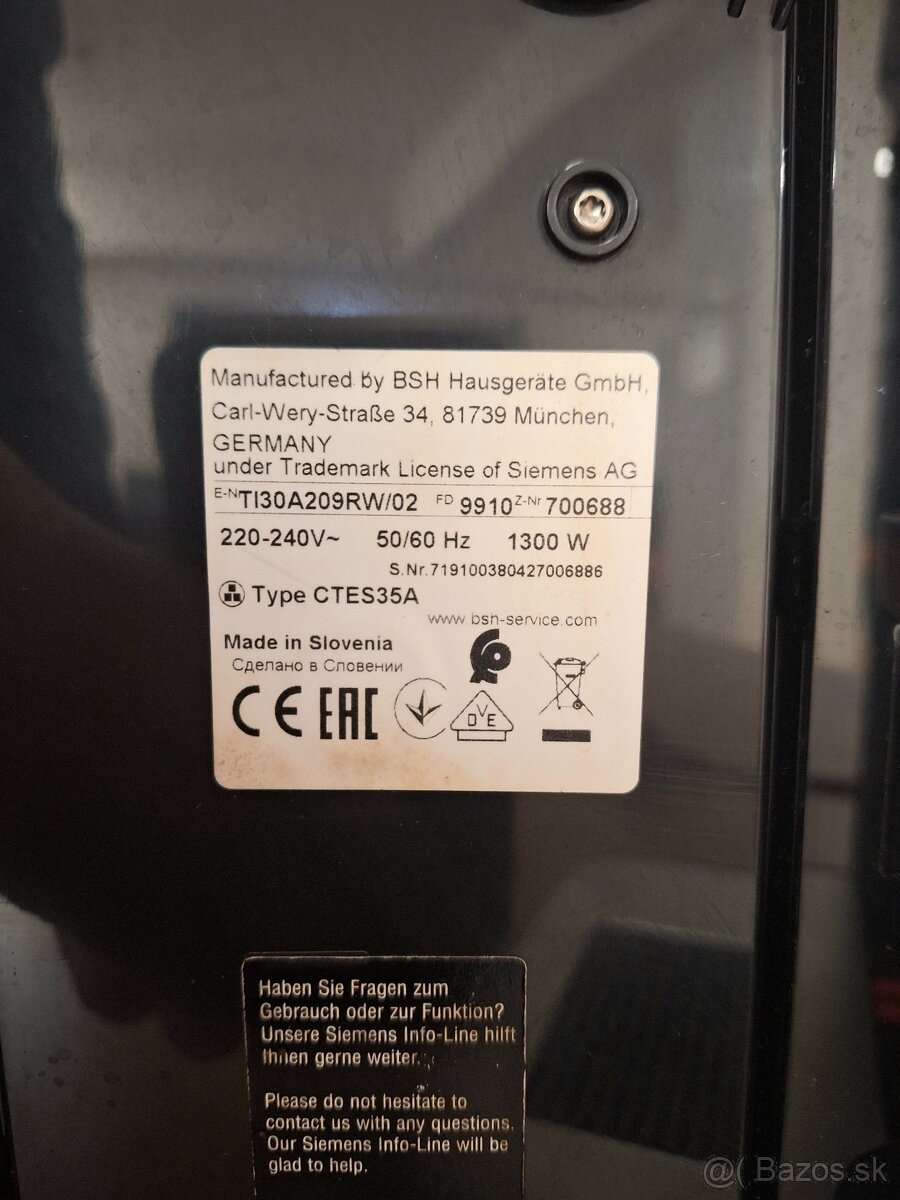 Manufactured by BSH Hausgeräte GmbH,
Carl-Wery-Straße 34, 81739 München,
GERMANY
under Trademark License of Siemens AG
E-Nr TI30A209RW/02 FD 9910 Z-Nr 700688
220-240V~ 50/60 Hz 1300 W
S.Nr.719100380427006886
Type CTES35A
www.bsh-service.com
Made in Slovenia
Сделано в Словении
CE EAC
DVE
Haben Sie Fragen zum
Gebrauch oder zur Funktion?
Unsere Siemens Info-Line hilft
Ihnen gerne weiter.
Please do not hesitate to
contact us with any questions.
Our Siemens Info-Line will be
glad to help.
@( Bazos.sk